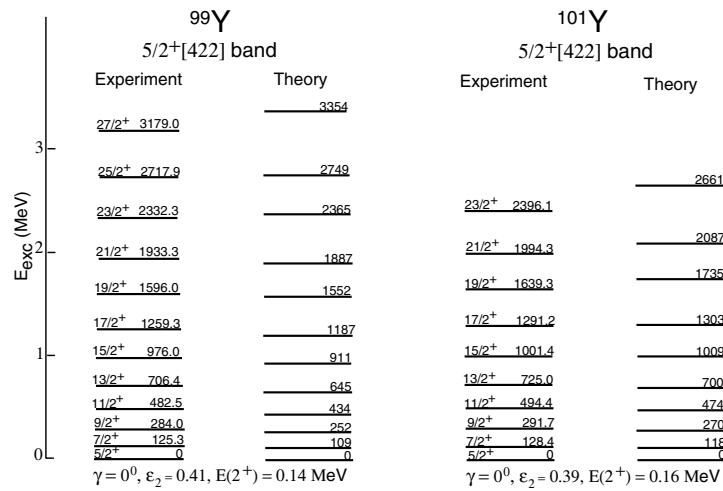 ⁹⁹Y
5/2⁺[422] band
Experiment Theory
3354
27/2⁺ 3179.0
25/2⁺ 2717.9 2749
23/2⁺ 2332.3 2365
21/2⁺ 1933.3 1887
19/2⁺ 1596.0 1552
17/2⁺ 1259.3 1187
15/2⁺ 976.0 911
13/2⁺ 706.4 645
11/2⁺ 482.5 434
9/2⁺ 284.0 252
7/2⁺ 125.3 109
5/2⁺ 0 0
γ = 0⁰, ε₂ = 0.41, E(2⁺) = 0.14 MeV
¹⁰¹Y
5/2⁺[422] band
Experiment Theory
2661
23/2⁺ 2396.1
21/2⁺ 1994.3 2087
19/2⁺ 1639.3 1735
17/2⁺ 1291.2 1303
15/2⁺ 1001.4 1009
13/2⁺ 725.0 700
11/2⁺ 494.4 474
9/2⁺ 291.7 270
7/2⁺ 128.4 118
5/2⁺ 0 0
γ = 0⁰, ε₂ = 0.39, E(2⁺) = 0.16 MeV
3
2
1
0
Eexc (MeV)